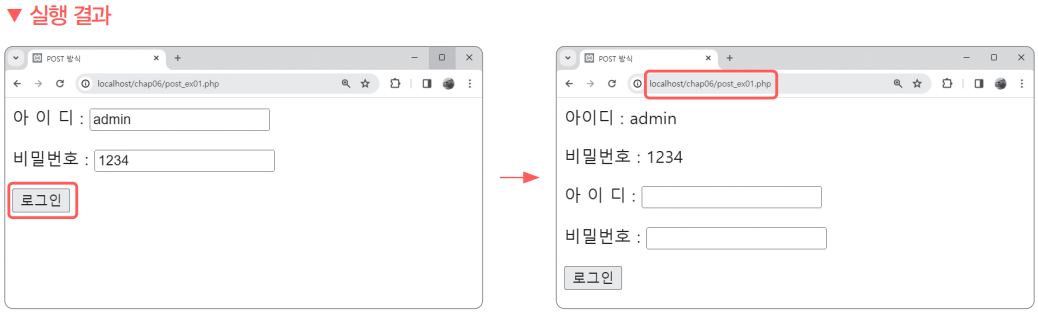 ▼ 실행 결과
POST 방식
localhost/chap06/post_ex01.php
아 이 디 : admin
비밀번호 : 1234
로그인
POST 방식
localhost/chap06/post_ex01.php
아이디 : admin
비밀번호 : 1234
아 이 디 :
비밀번호 :
로그인